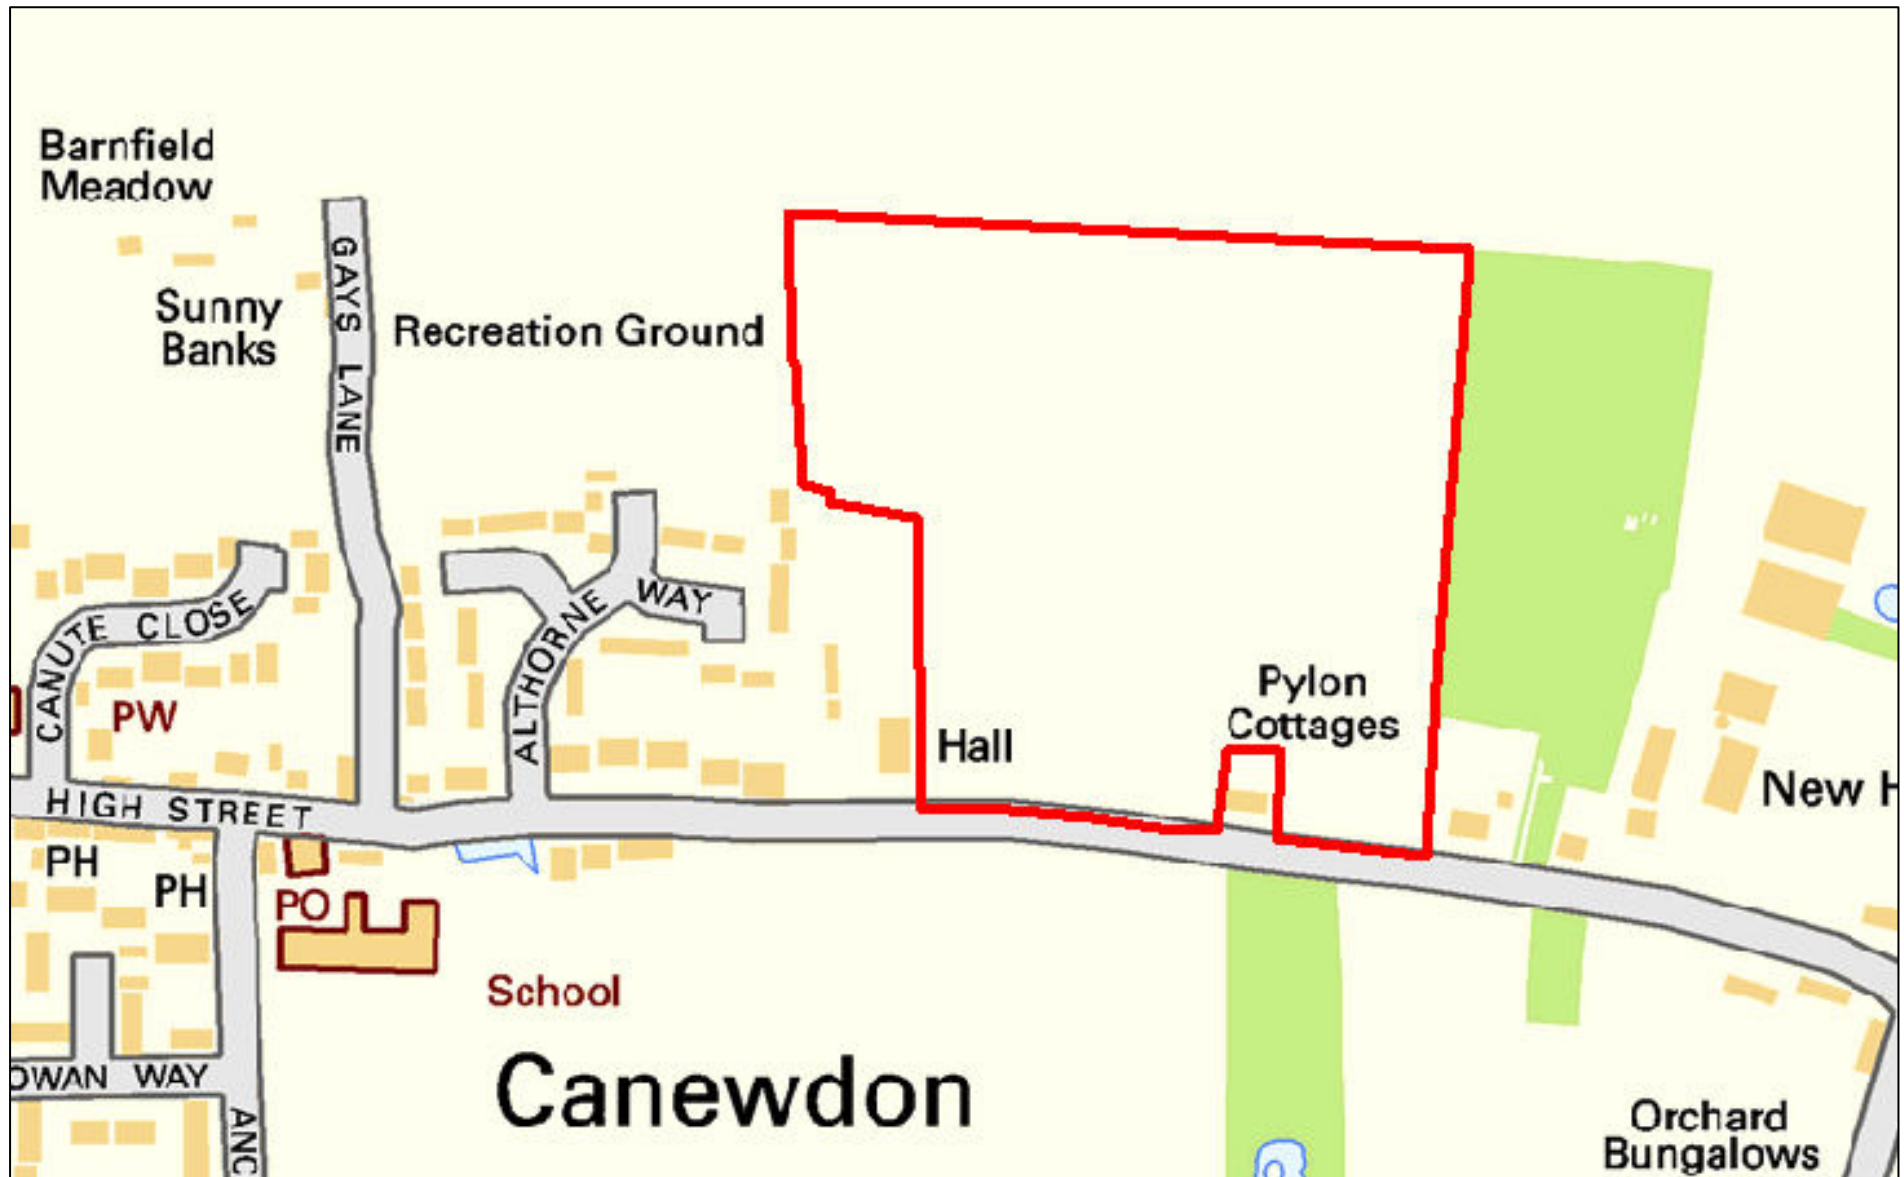 Barnfield
Meadow
GAYS LANE
Sunny
Banks
Recreation Ground
CANUTE CLOSE
ALTHORNE WAY
PW
Pylon
Cottages
Hall
New H
HIGH STREET
PH
PH
PO
School
Canewdon
OWAN WAY
ANC
Orchard
Bungalows